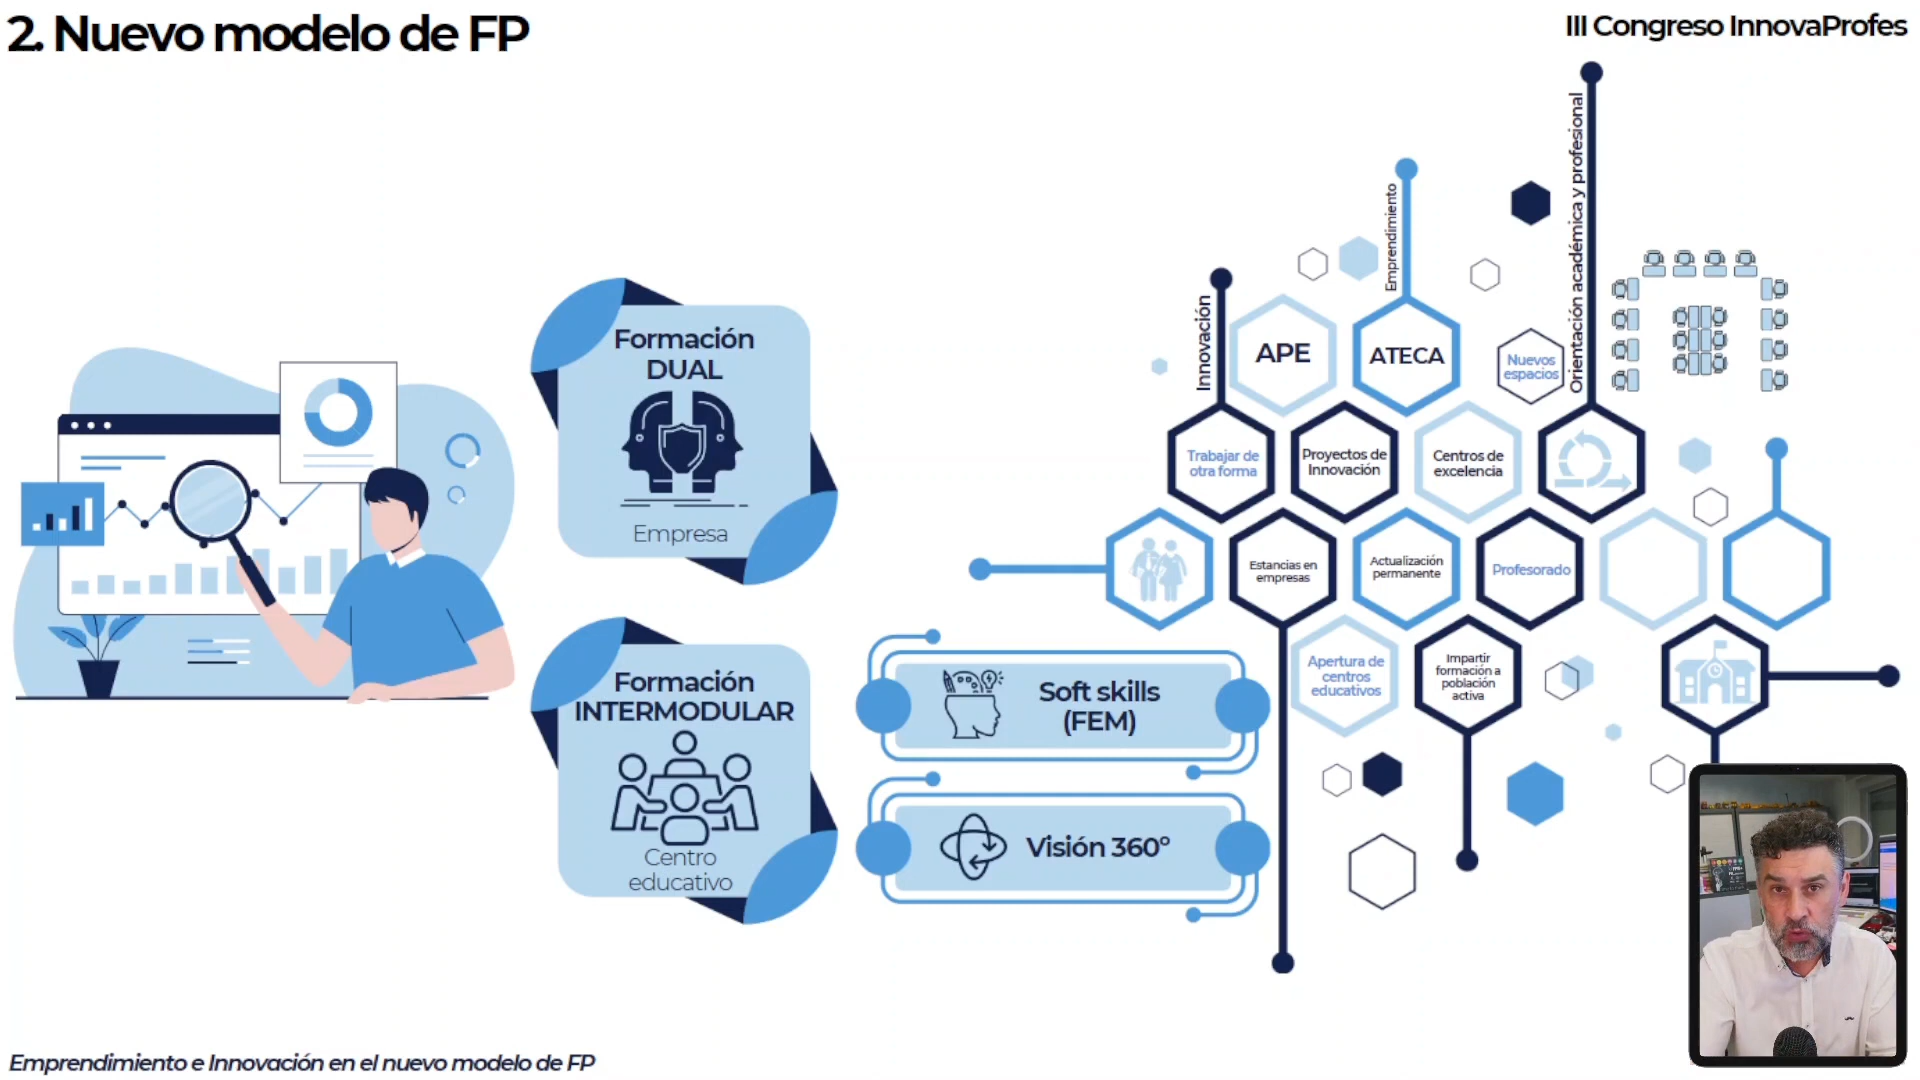 2. Nuevo modelo de FP
III Congreso InnovaProfes
Formación
DUAL
Empresa
Formación
INTERMODULAR
Centro
educativo
Soft skills
(FEM)
Visión 360º
Innovación
Emprendimiento
Orientación académica y profesional
APE
ATECA
Nuevos
espacios
Trabajar de
otra forma
Proyectos de
Innovación
Centros de
excelencia
Estancias en
empresas
Actualización
permanente
Profesorado
Apertura de
centros
educativos
Impartir
formación a
población
activa
Emprendimiento e Innovación en el nuevo modelo de FP